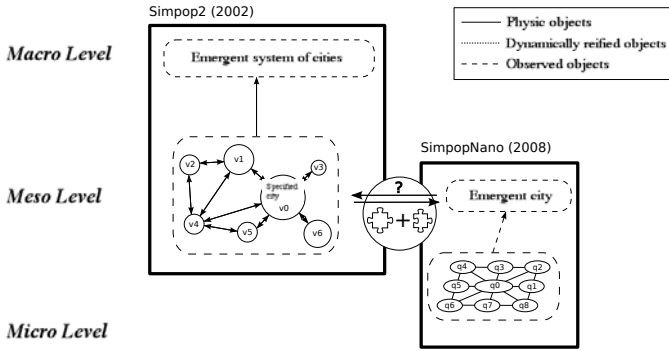 Simpop2 (2002)
Physic objects
Dynamically reified objects
Observed objects
Macro Level
Emergent system of cities
SimpopNano (2008)
v1
v2
v3
Specified
city
v0
v4
v5
v6
Meso Level
?
+
Emergent city
q4
q3
q2
q5
q0
q1
q6
q7
q8
Micro Level